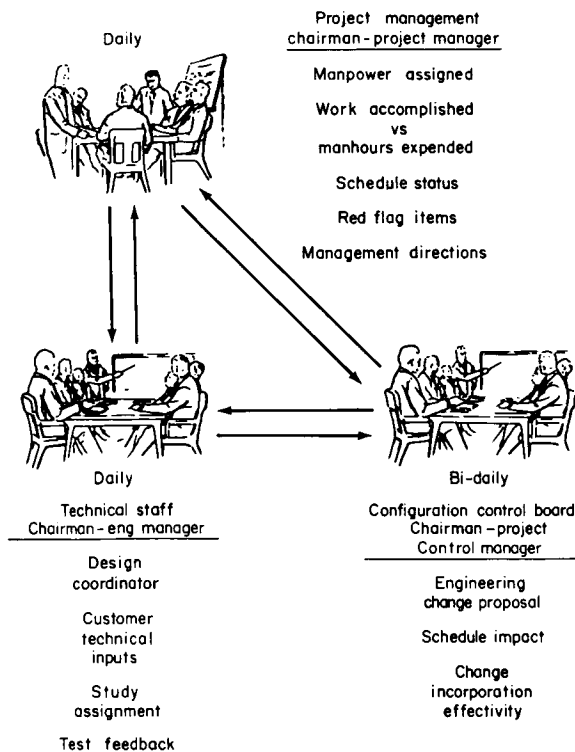 Daily
Project management
chairman-project manager
Manpower assigned
Work accomplished
vs
manhours expended
Schedule status
Red flag items
Management directions
Daily
Technical staff
Chairman-eng manager
Design
coordinator
Customer
technical
inputs
Study
assignment
Test feedback
Bi-daily
Configuration control board
Chairman-project
Control manager
Engineering
change proposal
Schedule impact
Change
incorporation
effectivity